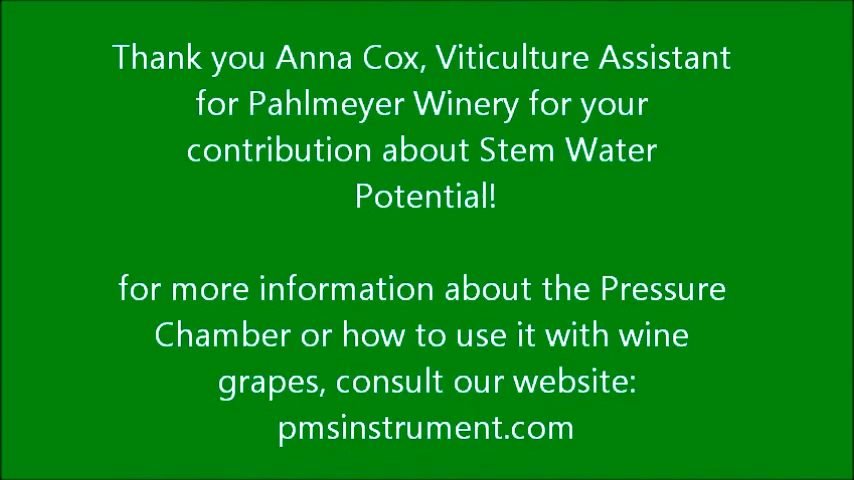 Thank you Anna Cox, Viticulture Assistant
for Pahlmeyer Winery for your
contribution about Stem Water
Potential!
for more information about the Pressure
Chamber or how to use it with wine
grapes, consult our website:
pmsinstrument.com